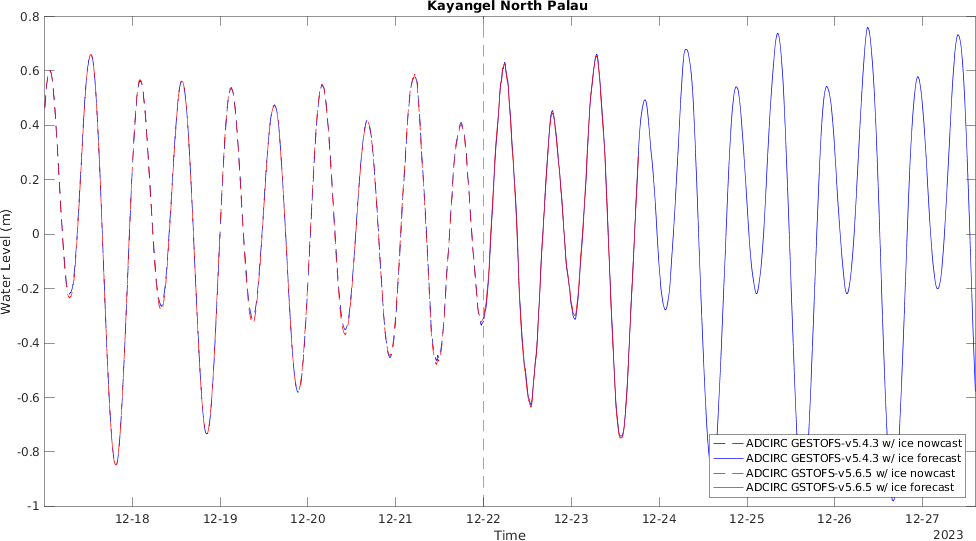 Kayangel North Palau
0.8
0.6
0.4
0.2
0
-0.2
-0.4
-0.6
-0.8
-1
Water Level (m)
ADCIRC GESTOFS-v5.4.3 w/ ice nowcast
ADCIRC GESTOFS-v5.4.3 w/ ice forecast
ADCIRC GSTOFS-v5.6.5 w/ ice nowcast
ADCIRC GSTOFS-v5.6.5 w/ ice forecast
12-18 12-19 12-20 12-21 12-22 12-23 12-24 12-25 12-26 12-27
Time
2023